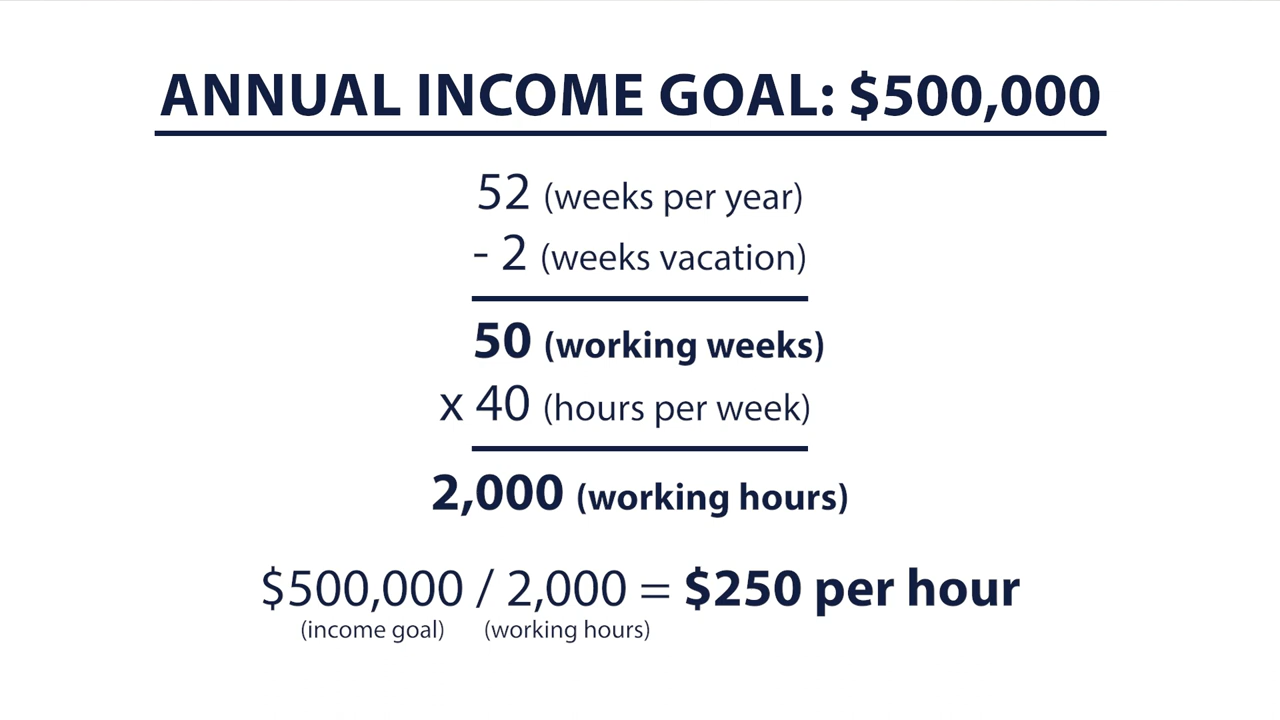 ANNUAL INCOME GOAL: $500,000
52 (weeks per year)
- 2 (weeks vacation)
50 (working weeks)
x 40 (hours per week)
2,000 (working hours)
$500,000 / 2,000 = $250 per hour
(income goal) (working hours)